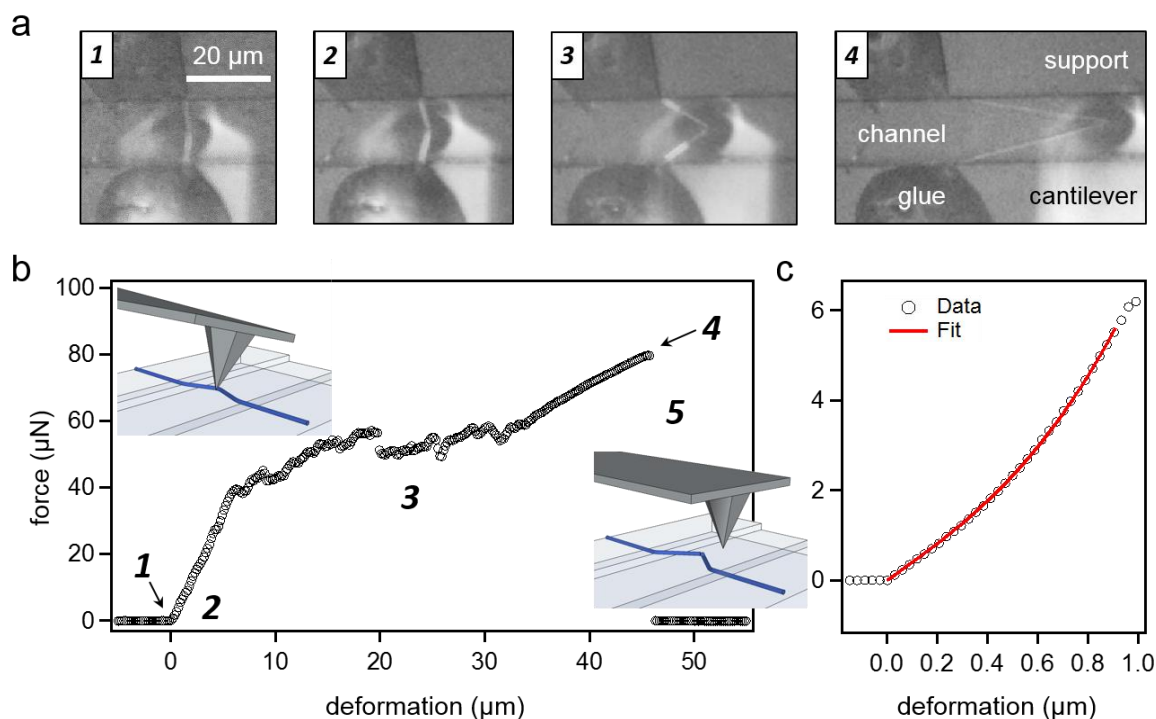 a
1
20 µm
2
3
4
support
channel
glue
cantilever
b
100
80
60
40
20
0
force (µN)
1
2
3
4
5
0
10
20
30
40
50
deformation (µm)
c
Data
Fit
6
4
2
0
0.0
0.2
0.4
0.6
0.8
1.0
deformation (µm)